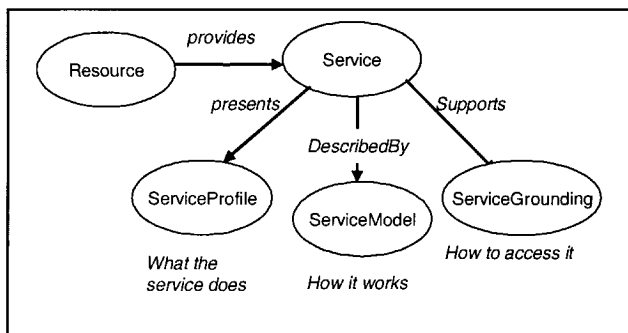 provides
Resource
Service
presents
Supports
DescribedBy
ServiceProfile
ServiceModel
ServiceGrounding
What the
service does
How it works
How to access it